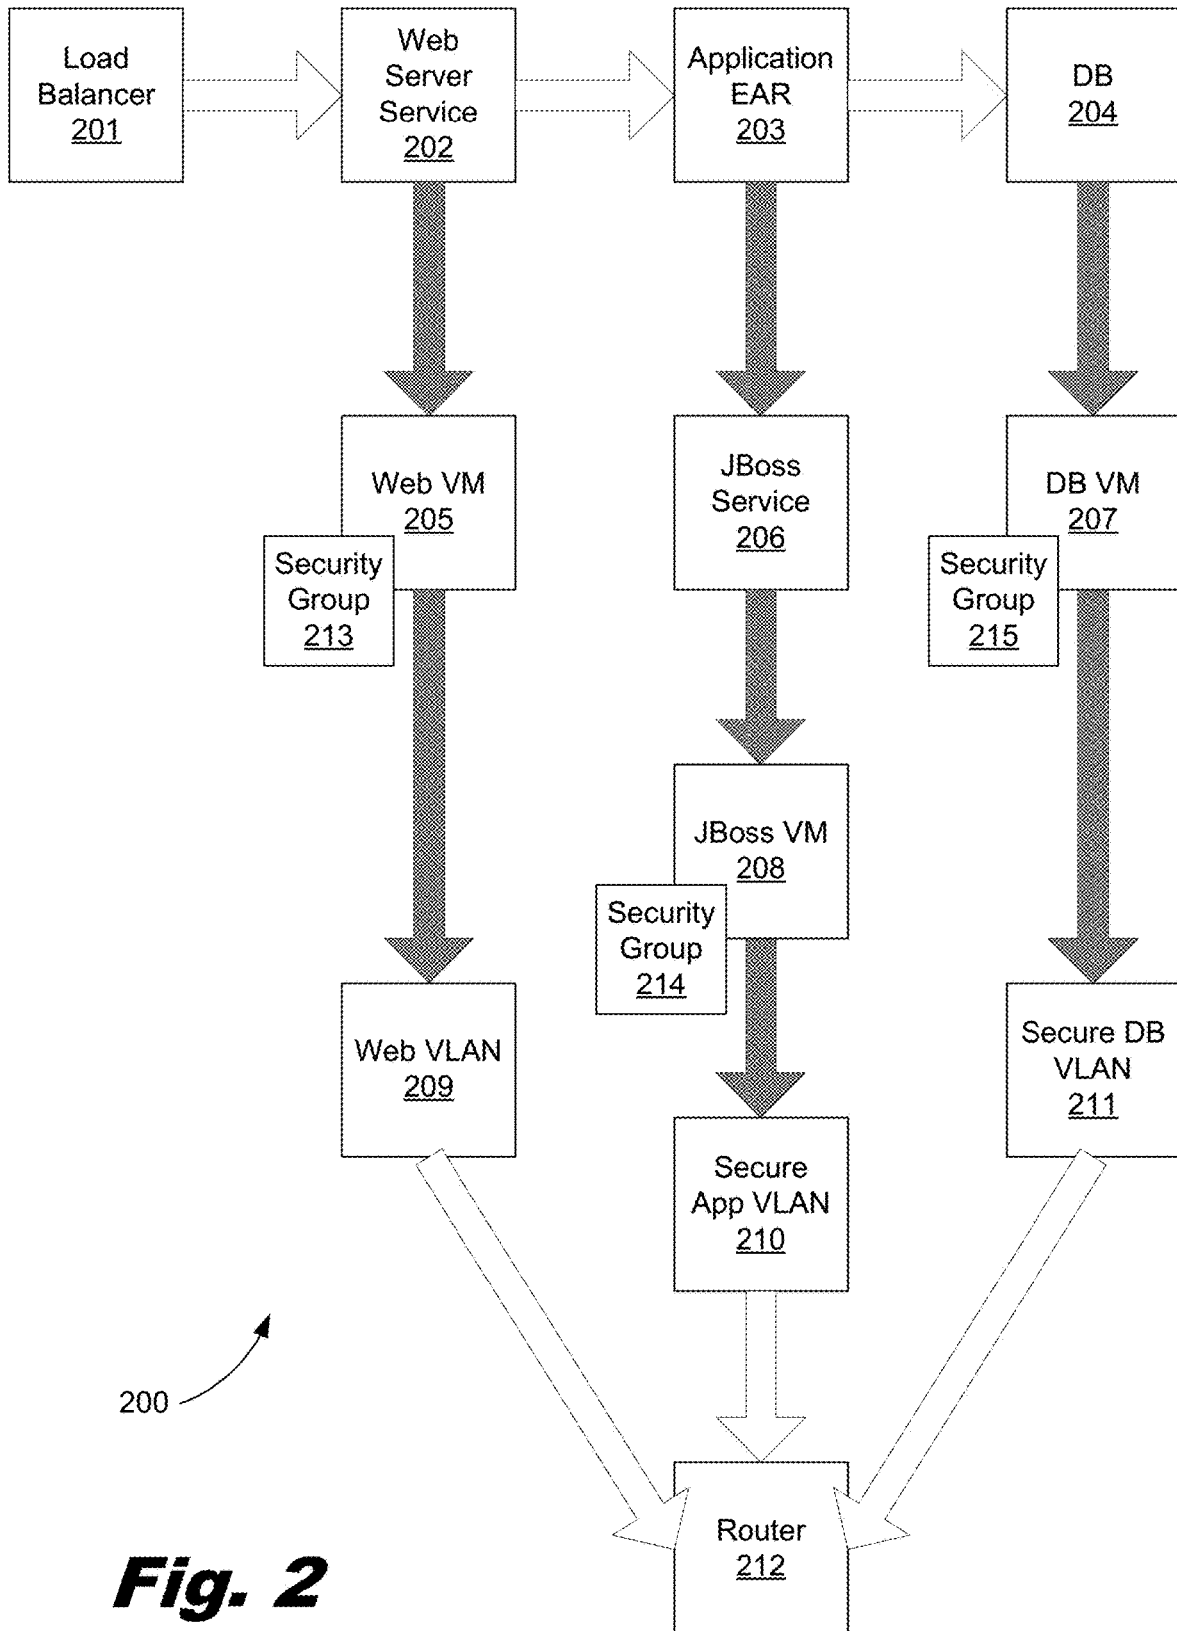 Load
Balancer
201
Web
Server
Service
202
Application
EAR
203
DB
204
Web VM
205
Security
Group
213
JBoss
Service
206
DB VM
207
Security
Group
215
JBoss VM
208
Security
Group
214
Web VLAN
209
Secure
App VLAN
210
Secure DB
VLAN
211
200
Router
212
Fig. 2